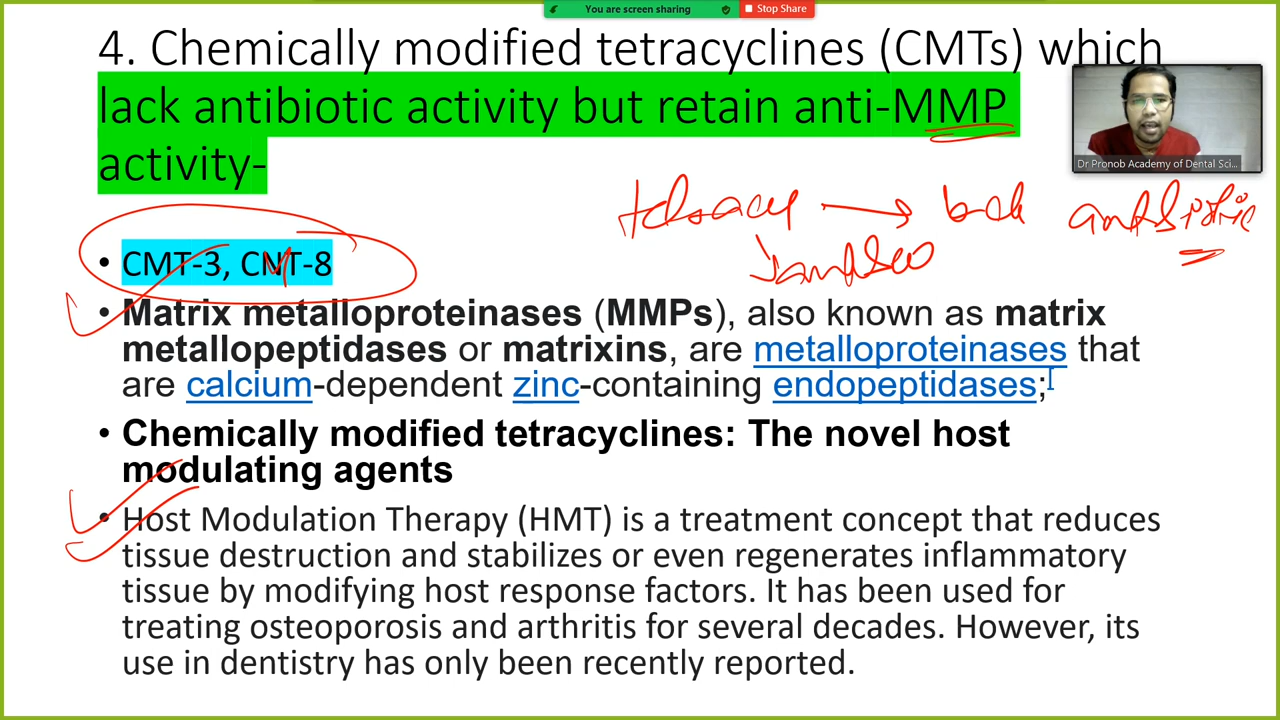 You are screen sharing
Stop Share
4. Chemically modified tetracyclines (CMTs) which
lack antibiotic activity but retain anti-MMP
activity-
Dr Pronob Academy of Dental Sci...
antibiotic
• CMT-3, CMT-8
• Matrix metalloproteinases (MMPs), also known as matrix
metallopeptidases or matrixins, are metalloproteinases that
are calcium-dependent zinc-containing endopeptidases;
• Chemically modified tetracyclines: The novel host
modulating agents
• Host Modulation Therapy (HMT) is a treatment concept that reduces
tissue destruction and stabilizes or even regenerates inflammatory
tissue by modifying host response factors. It has been used for
treating osteoporosis and arthritis for several decades. However, its
use in dentistry has only been recently reported.